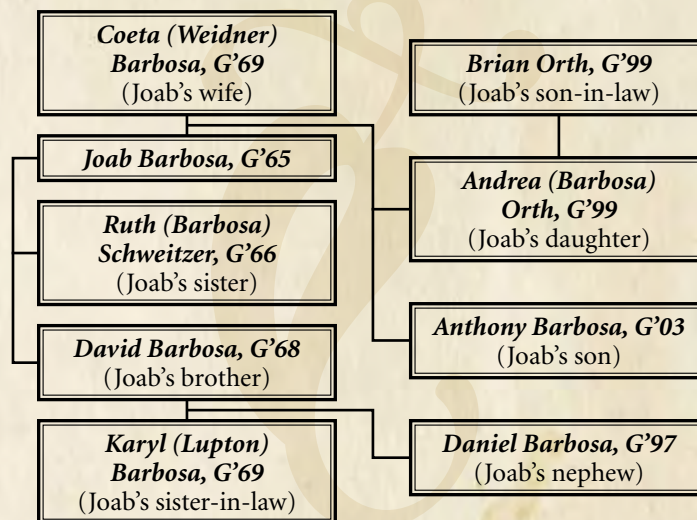 Coeta (Weidner)
Barbosa, G’69
(Joab’s wife)
Joab Barbosa, G’65
Ruth (Barbosa)
Schweitzer, G’66
(Joab’s sister)
David Barbosa, G’68
(Joab’s brother)
Karyl (Lupton)
Barbosa, G’69
(Joab’s sister-in-law)
Brian Orth, G’99
(Joab’s son-in-law)
Andrea (Barbosa)
Orth, G’99
(Joab’s daughter)
Anthony Barbosa, G’03
(Joab’s son)
Daniel Barbosa, G’97
(Joab’s nephew)